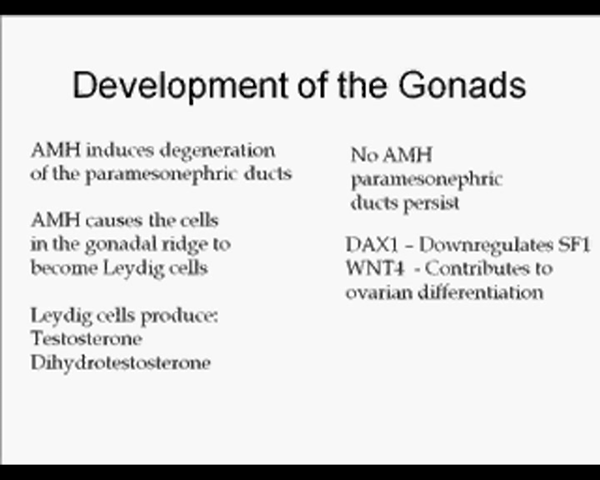 Development of the Gonads
AMH induces degeneration
of the paramesonephric ducts
AMH causes the cells
in the gonadal ridge to
become Leydig cells
Leydig cells produce:
Testosterone
Dihydrotestosterone
No AMH
paramesonephric
ducts persist
DAX1 – Downregulates SF1
WNT4 - Contributes to
ovarian differentiation